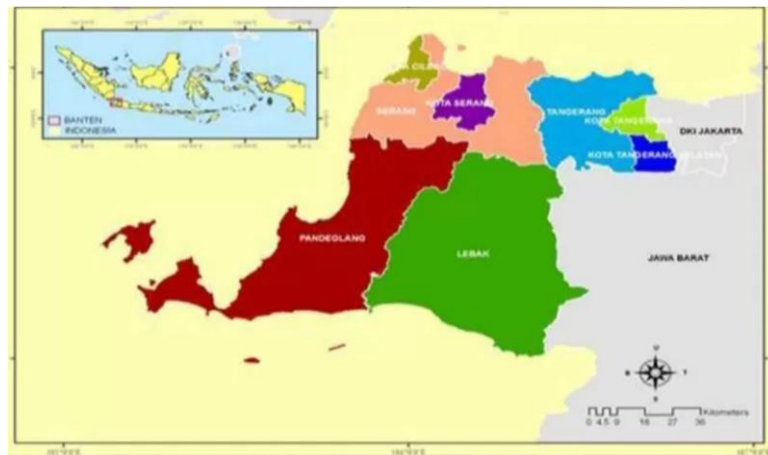 BANTEN
INDONESIA
KOTA SERANG
SERANG
TANGERANG
KOTA TANGERANG
DKI JAKARTA
KOTA TANGERANG SELATAN
PANDEGLANG
LEBAK
JAWA BARAT
U
B
T
S
Kilometers
0 4.5 9 18 27 36